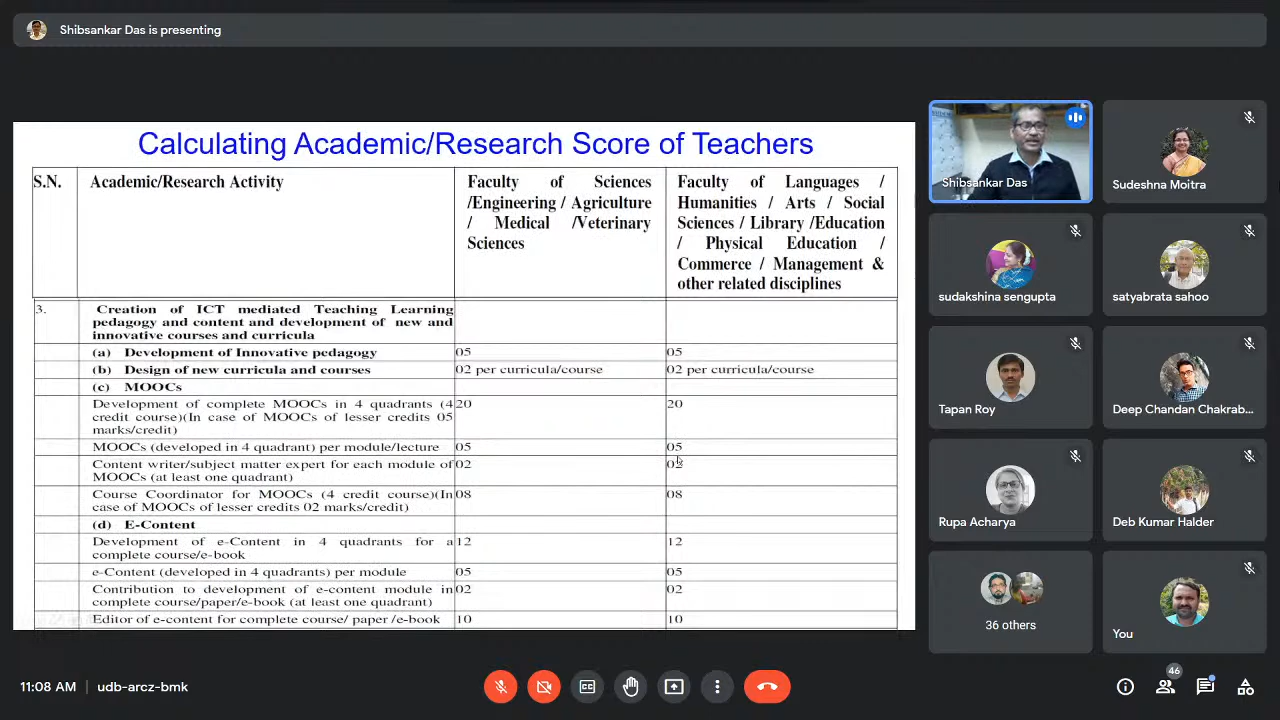 Shibsankar Das is presenting
Calculating Academic/Research Score of Teachers
S.N.
Academic/Research Activity
Faculty of Sciences
/Engineering / Agriculture
/ Medical /Veterinary
Sciences
Faculty of Languages /
Humanities / Arts / Social
Sciences / Library /Education
/ Physical Education /
Commerce / Management &
other related disciplines
3.
Creation of ICT mediated Teaching Learning
pedagogy and content and development of new and
innovative courses and curricula
(a) Development of Innovative pedagogy
05
05
(b) Design of new curricula and courses
02 per curricula/course
02 per curricula/course
(c) MOOCs
Development of complete MOOCs in 4 quadrants (4
credit course)(In case of MOOCs of lesser credits 05
marks/credit)
20
20
MOOCs (developed in 4 quadrant) per module/lecture
05
05
Content writer/subject matter expert for each module of
MOOCs (at least one quadrant)
02
Course Coordinator for MOOCs (4 credit course)(In
case of MOOCs of lesser credits 02 marks/credit)
08
08
(d) E-Content
Development of e-Content in 4 quadrants for a
complete course/e-book
12
12
e-Content (developed in 4 quadrants) per module
05
05
Contribution to development of e-content module in
complete course/paper/e-book (at least one quadrant)
02
02
Editor of e-content for complete course/ paper /e-book
10
10
Shibsankar Das
Sudeshna Moitra
sudakshina sengupta
satyabrata sahoo
Tapan Roy
Deep Chandan Chakrab...
Rupa Acharya
Deb Kumar Halder
36 others
You
11:08 AM | udb-arcz-bmk
46